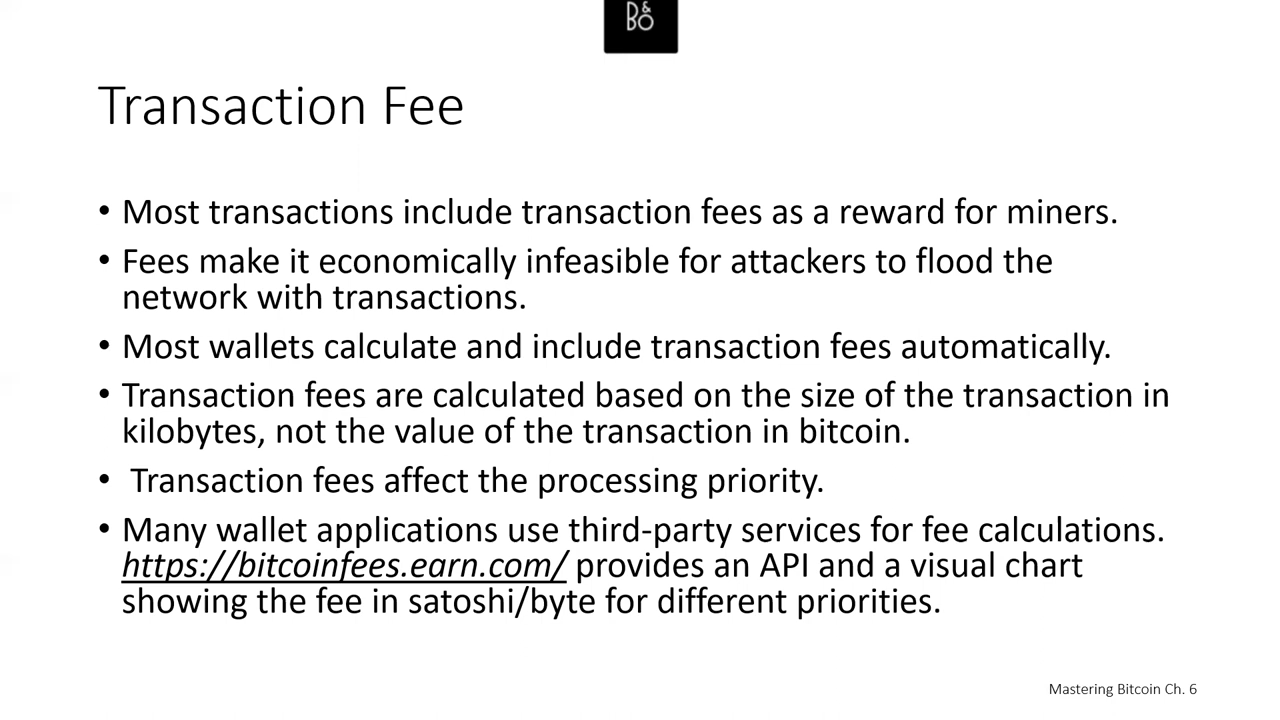 D&
BO
Transaction Fee
• Most transactions include transaction fees as a reward for miners.
• Fees make it economically infeasible for attackers to flood the
network with transactions.
• Most wallets calculate and include transaction fees automatically.
• Transaction fees are calculated based on the size of the transaction in
kilobytes, not the value of the transaction in bitcoin.
• Transaction fees affect the processing priority.
• Many wallet applications use third-party services for fee calculations.
https://bitcoinfees.earn.com/ provides an API and a visual chart
showing the fee in satoshi/byte for different priorities.
Mastering Bitcoin Ch. 6